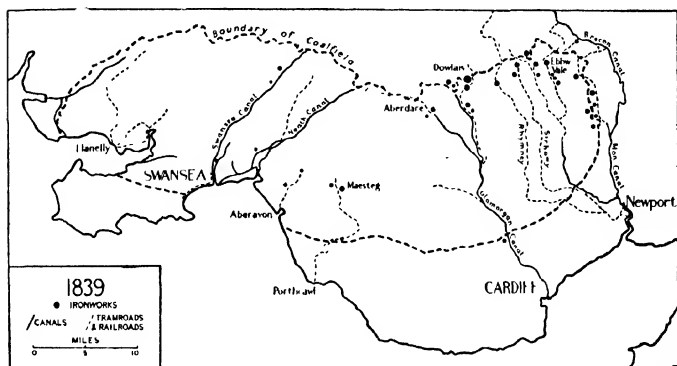 Boundary of Coalfield
Brecon Canal
Dowlais
Ebbw
Vale
Swansea Canal
Neath Canal
Aberdare
Llanelly
Rhymney
Sirhowy
Mon Canal
SWANSEA
Maesteg
Newport
Aberavon
Glamorgan Canal
Porthcawl
CARDIFF
1839
IRONWORKS
CANALS
TRAMROADS
& RAILROADS
MILES
0 5 10